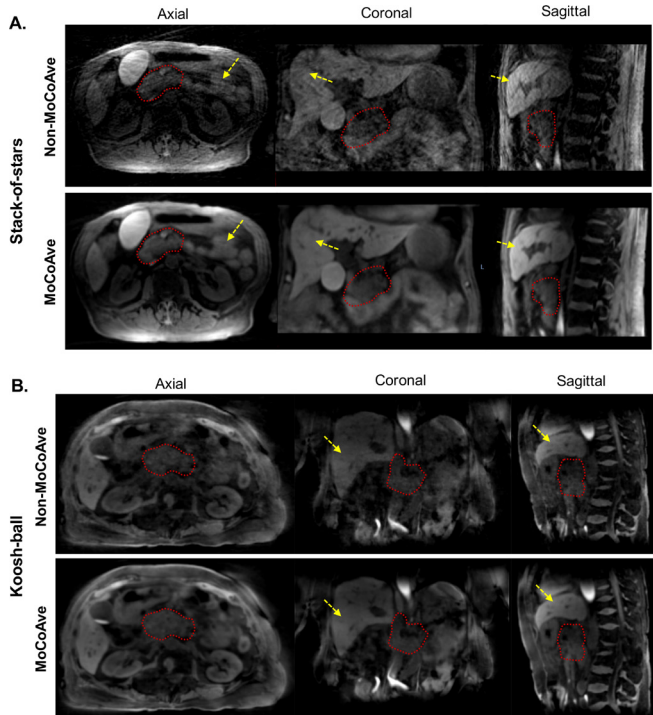 A.
Axial
Coronal
Sagittal
Stack-of-stars
Non-MoCoAve
MoCoAve
L
B.
Axial
Coronal
Sagittal
Koosh-ball
Non-MoCoAve
MoCoAve